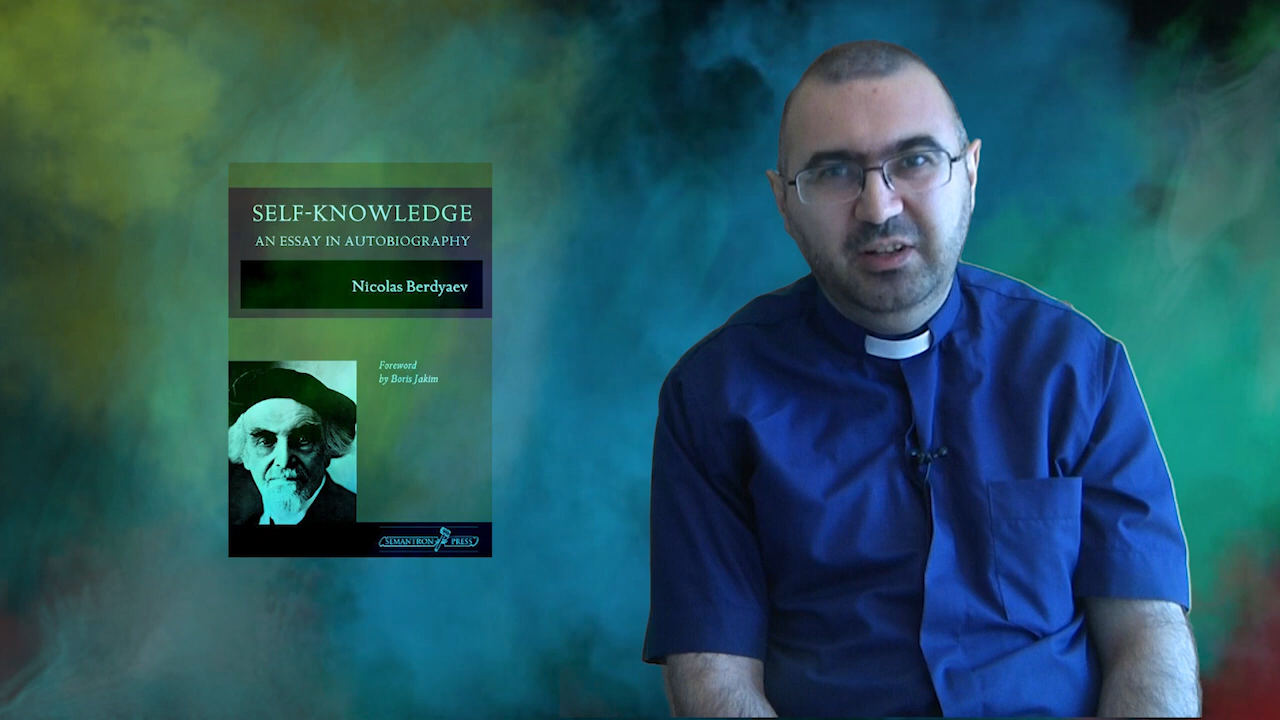 SELF-KNOWLEDGE
AN ESSAY IN AUTOBIOGRAPHY
Nicolas Berdyaev
Foreword
by Boris Jakim
SEMANTRON PRESS